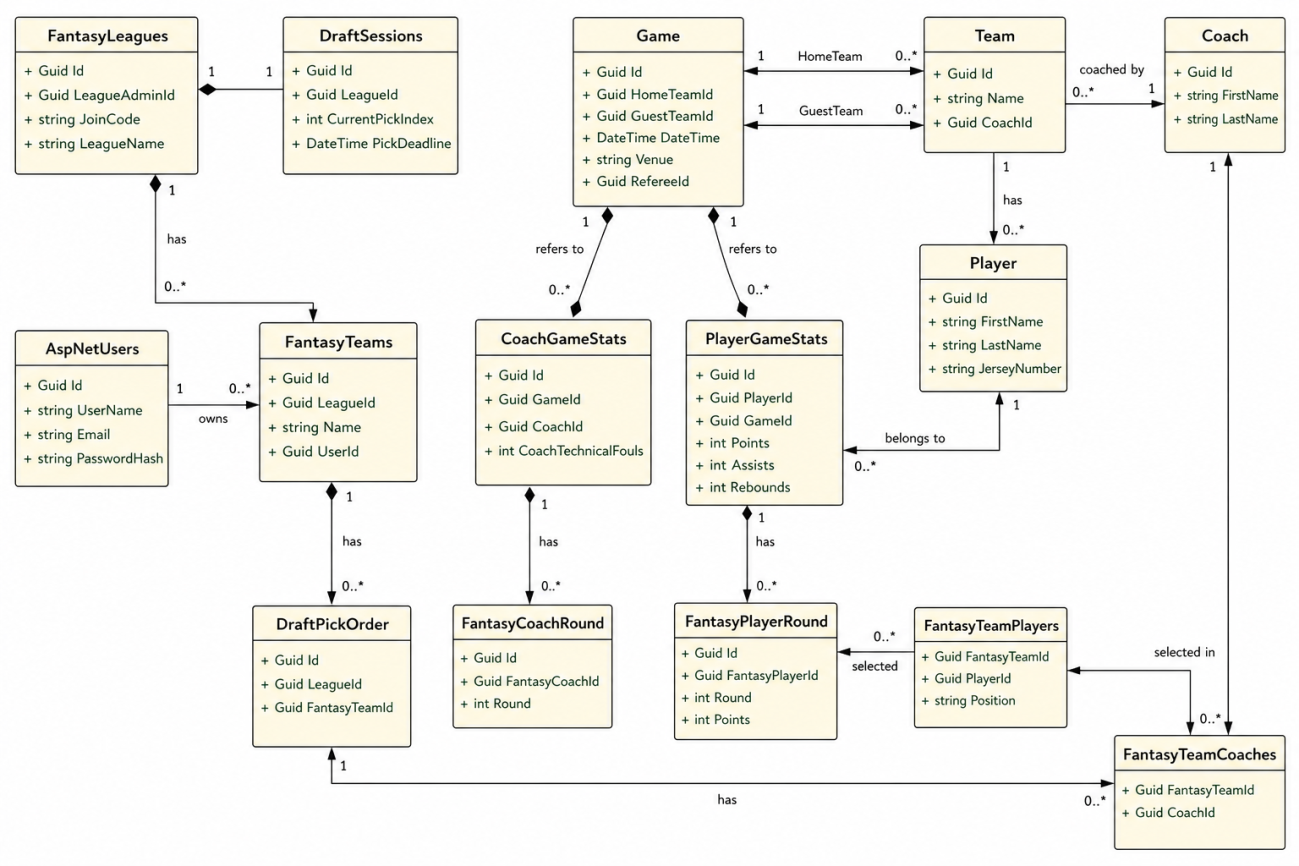 FantasyLeagues
+ Guid Id
+ Guid LeagueAdminId
+ string JoinCode
+ string LeagueName
1
1
DraftSessions
+ Guid Id
+ Guid LeagueId
+ int CurrentPickIndex
+ DateTime PickDeadline
Game
+ Guid Id
+ Guid HomeTeamId
+ Guid GuestTeamId
+ DateTime DateTime
+ string Venue
+ Guid RefereeId
1
HomeTeam
0..*
1
GuestTeam
0..*
Team
+ Guid Id
+ string Name
+ Guid CoachId
coached by
0..*
1
Coach
+ Guid Id
+ string FirstName
+ string LastName
1
has
0..*
1
refers to
0..*
1
refers to
0..*
1
has
0..*
1
Player
+ Guid Id
+ string FirstName
+ string LastName
+ string JerseyNumber
AspNetUsers
+ Guid Id
+ string UserName
+ string Email
+ string PasswordHash
1
0..*
owns
FantasyTeams
+ Guid Id
+ Guid LeagueId
+ string Name
+ Guid UserId
CoachGameStats
+ Guid Id
+ Guid GameId
+ Guid CoachId
+ int CoachTechnicalFouls
PlayerGameStats
+ Guid Id
+ Guid PlayerId
+ Guid GameId
+ int Points
+ int Assists
+ int Rebounds
1
belongs to
0..*
1
has
0..*
1
has
0..*
1
has
0..*
DraftPickOrder
+ Guid Id
+ Guid LeagueId
+ Guid FantasyTeamId
FantasyCoachRound
+ Guid Id
+ Guid FantasyCoachId
+ int Round
FantasyPlayerRound
+ Guid Id
+ Guid FantasyPlayerId
+ int Round
+ int Points
0..*
selected
FantasyTeamPlayers
+ Guid FantasyTeamId
+ Guid PlayerId
+ string Position
selected in
0..*
1
has
0..*
FantasyTeamCoaches
+ Guid FantasyTeamId
+ Guid CoachId